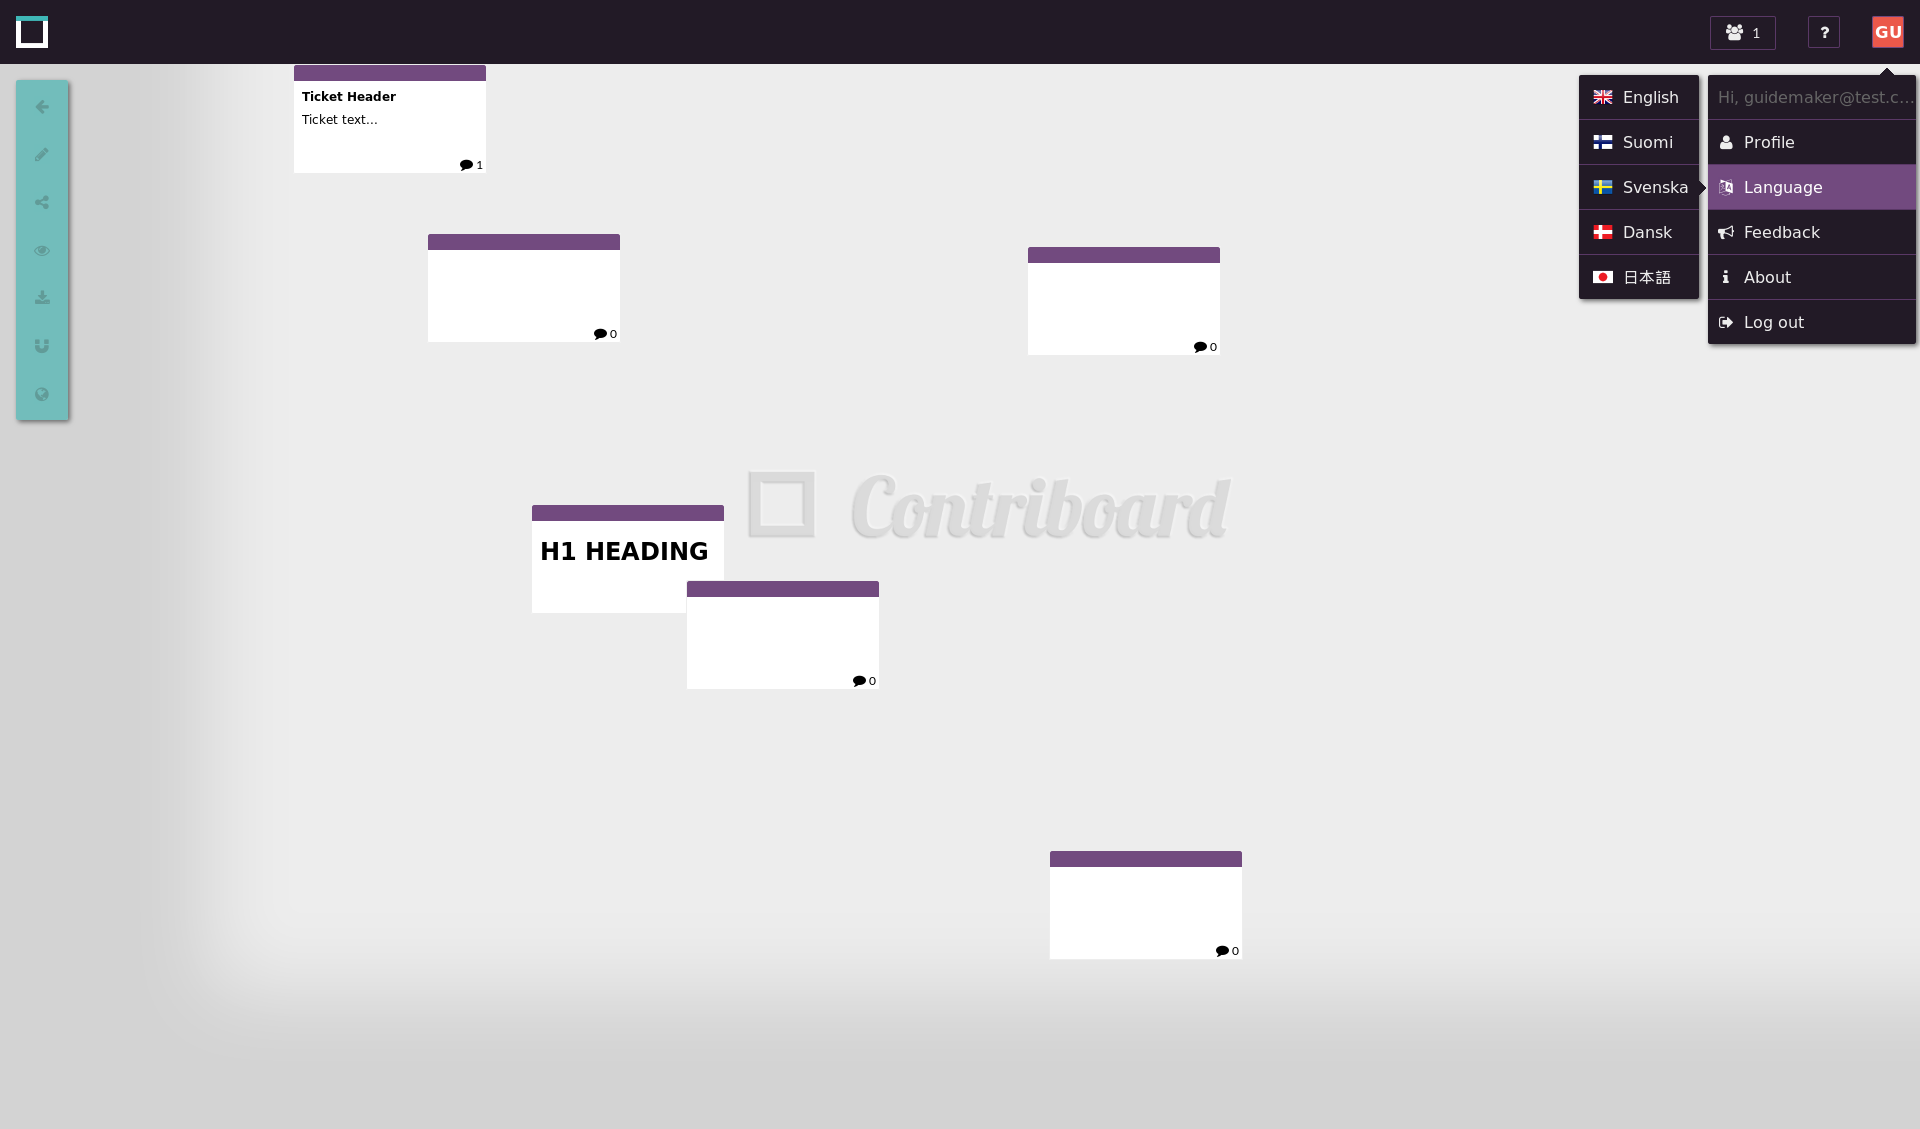 1
?
GU
Ticket Header
Ticket text...
1
English
Suomi
Svenska
Dansk
日本語
Hi, guidemaker@test.c...
Profile
Language
Feedback
About
Log out
0
0
Contriboard
H1 HEADING
0
0